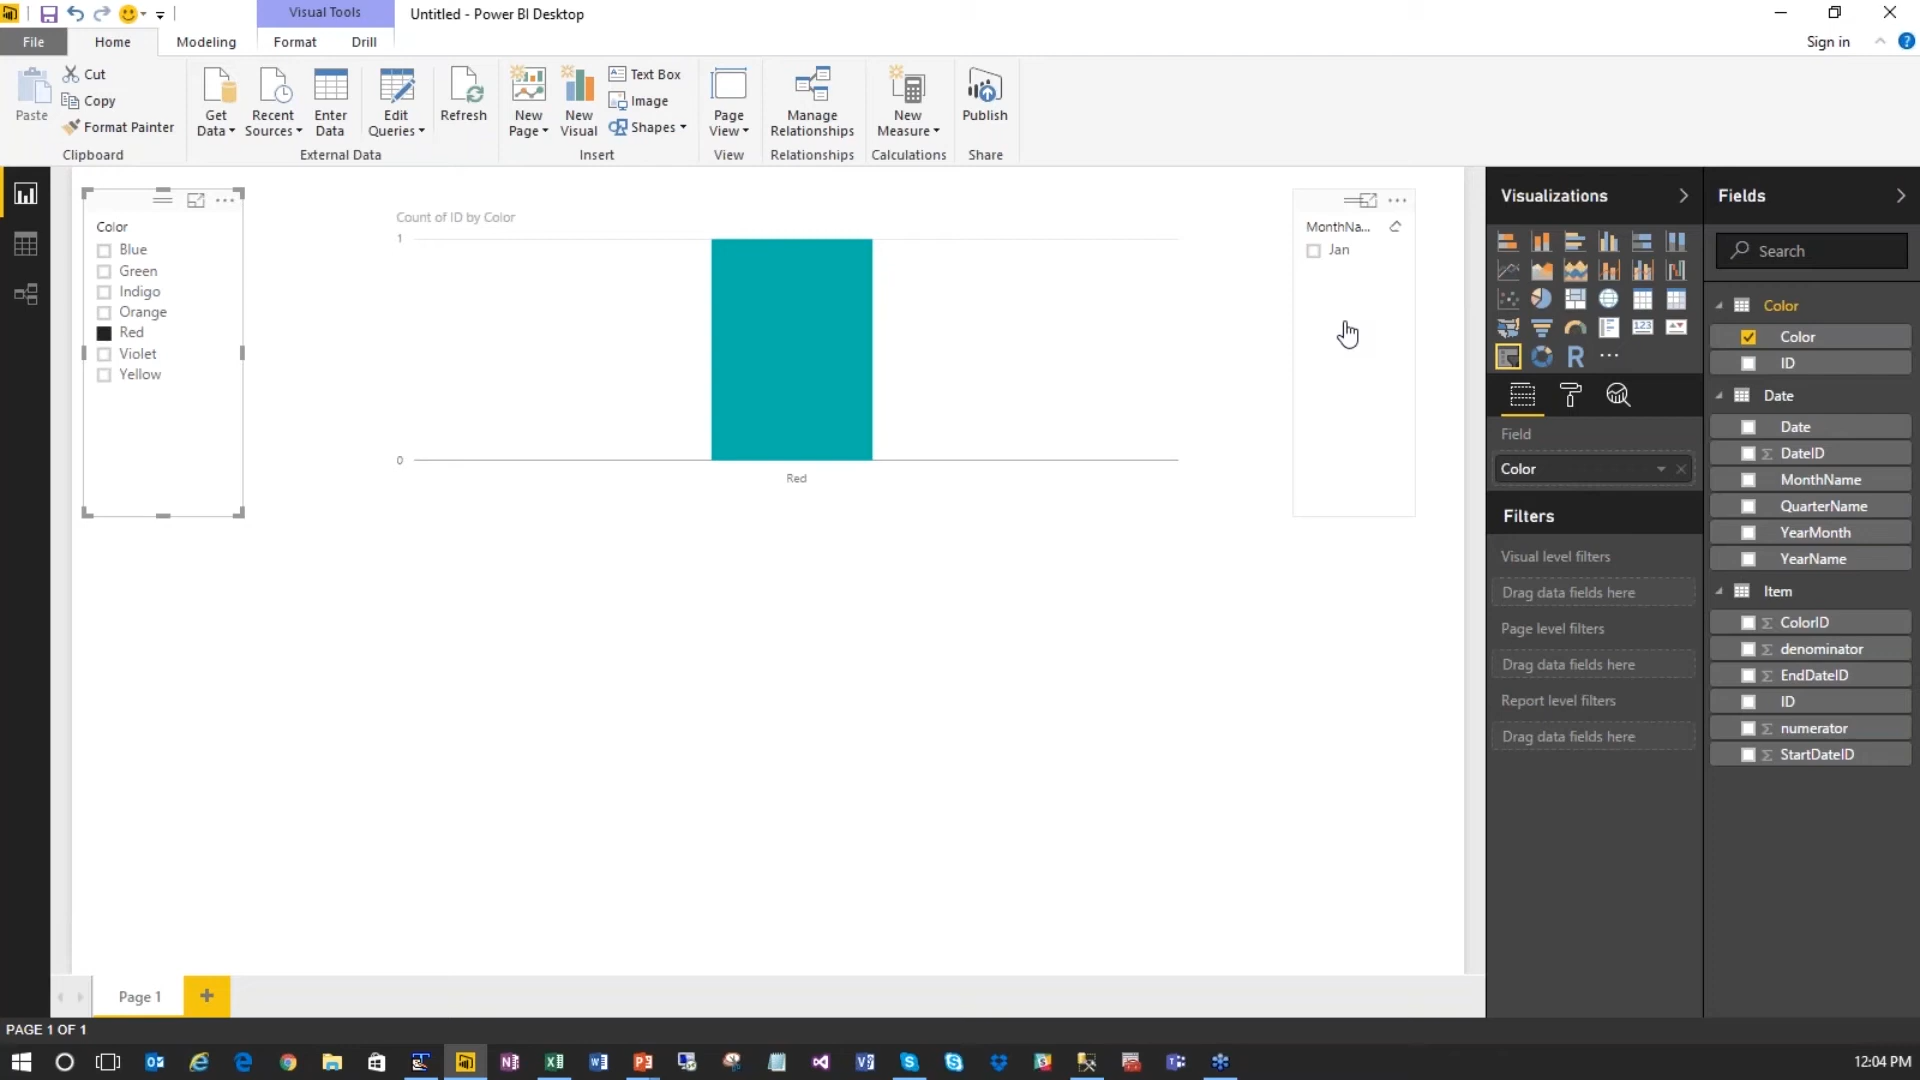 Visual Tools
Untitled - Power BI Desktop
File
Home
Modeling
Format
Drill
Sign in
?
Paste
Cut
Copy
Format Painter
Clipboard
Get Data
Recent Sources
Enter Data
Edit Queries
Refresh
External Data
New Page
New Visual
Text Box
Image
Shapes
Insert
Page View
View
Manage Relationships
Relationships
New Measure
Calculations
Publish
Share
Color
Blue
Green
Indigo
Orange
Red
Violet
Yellow
Count of ID by Color
1
0
Red
MonthNa...
Jan
Visualizations
123
R
Field
Color
Filters
Visual level filters
Drag data fields here
Page level filters
Drag data fields here
Report level filters
Drag data fields here
Fields
Search
Color
Color
ID
Date
Date
Σ DateID
MonthName
QuarterName
YearMonth
YearName
Item
Σ ColorID
Σ denominator
Σ EndDateID
ID
Σ numerator
Σ StartDateID
Page 1
+
PAGE 1 OF 1
12:04 PM